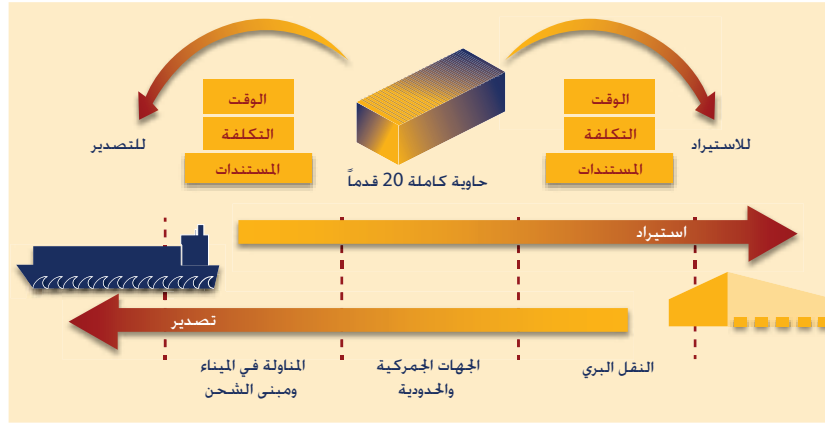 الوقت
التكلفة
المستندات
للاستيراد
حاوية كاملة 20 قدماً
الوقت
التكلفة
المستندات
للتصدير
استيراد
تصدير
النقل البري
الجهات الجمركية
والحدودية
المناولة في الميناء
ومبنى الشحن